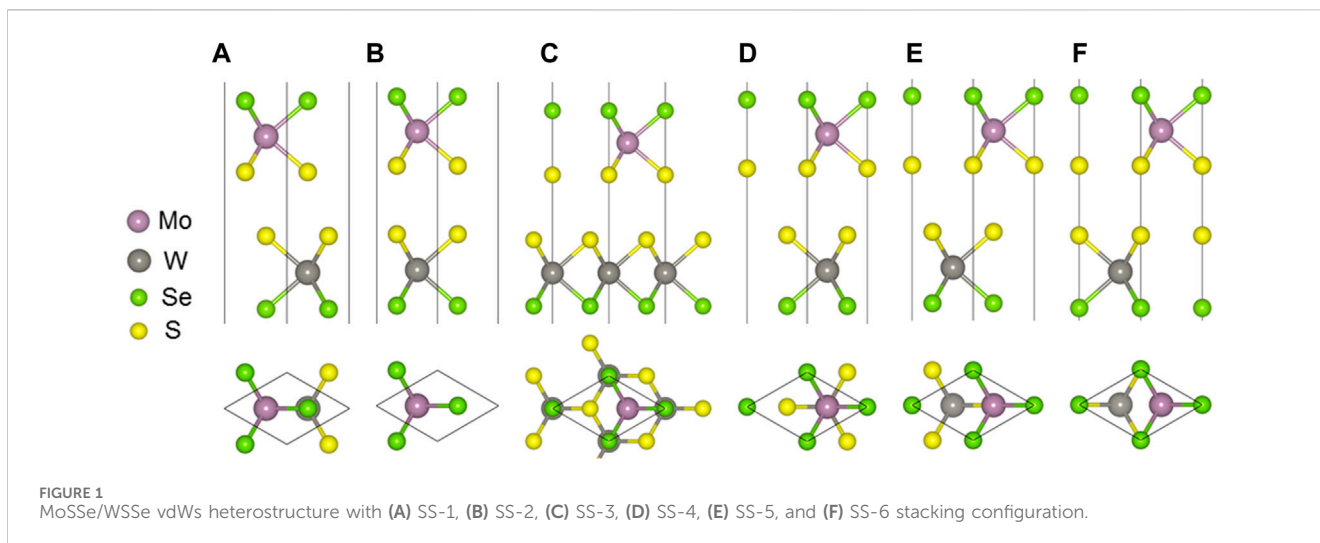 A B C D E F
Mo
W
Se
S
FIGURE 1
MoSSe/WSSe vdWs heterostructure with (A) SS-1, (B) SS-2, (C) SS-3, (D) SS-4, (E) SS-5, and (F) SS-6 stacking configuration.